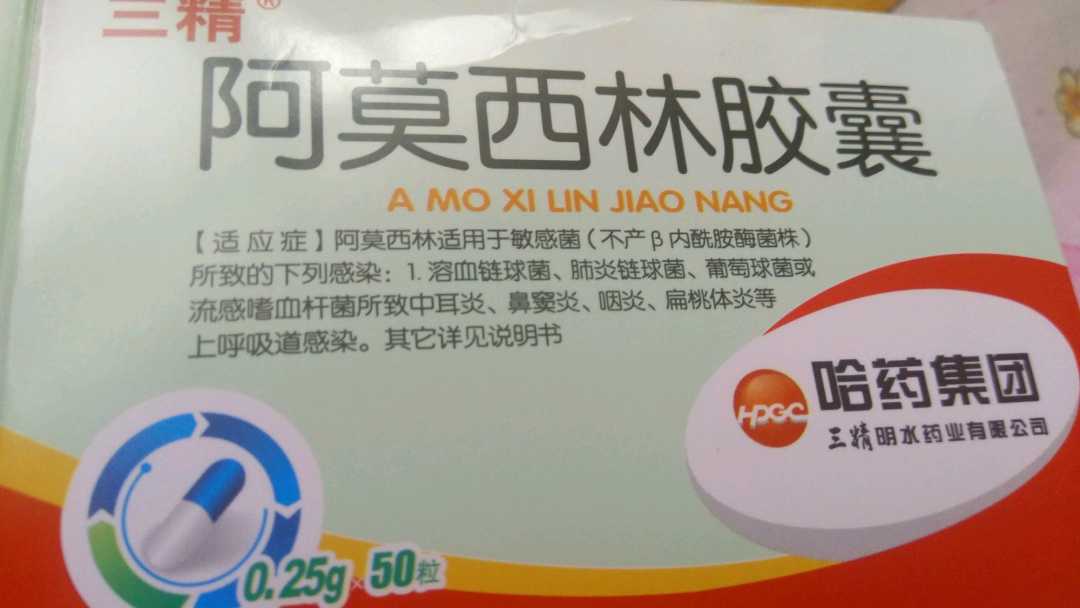 三精®
阿莫西林胶囊
A MO XI LIN JIAO NANG
【适应症】阿莫西林适用于敏感菌(不产β内酰胺酶菌株)
所致的下列感染:1.溶血链球菌、肺炎链球菌、葡萄球菌或
流感嗜血杆菌所致中耳炎、鼻窦炎、咽炎、扁桃体炎等
上呼吸道感染。其它详见说明书
HPGC
哈药集团
三精明水药业有限公司
0.25g×50粒